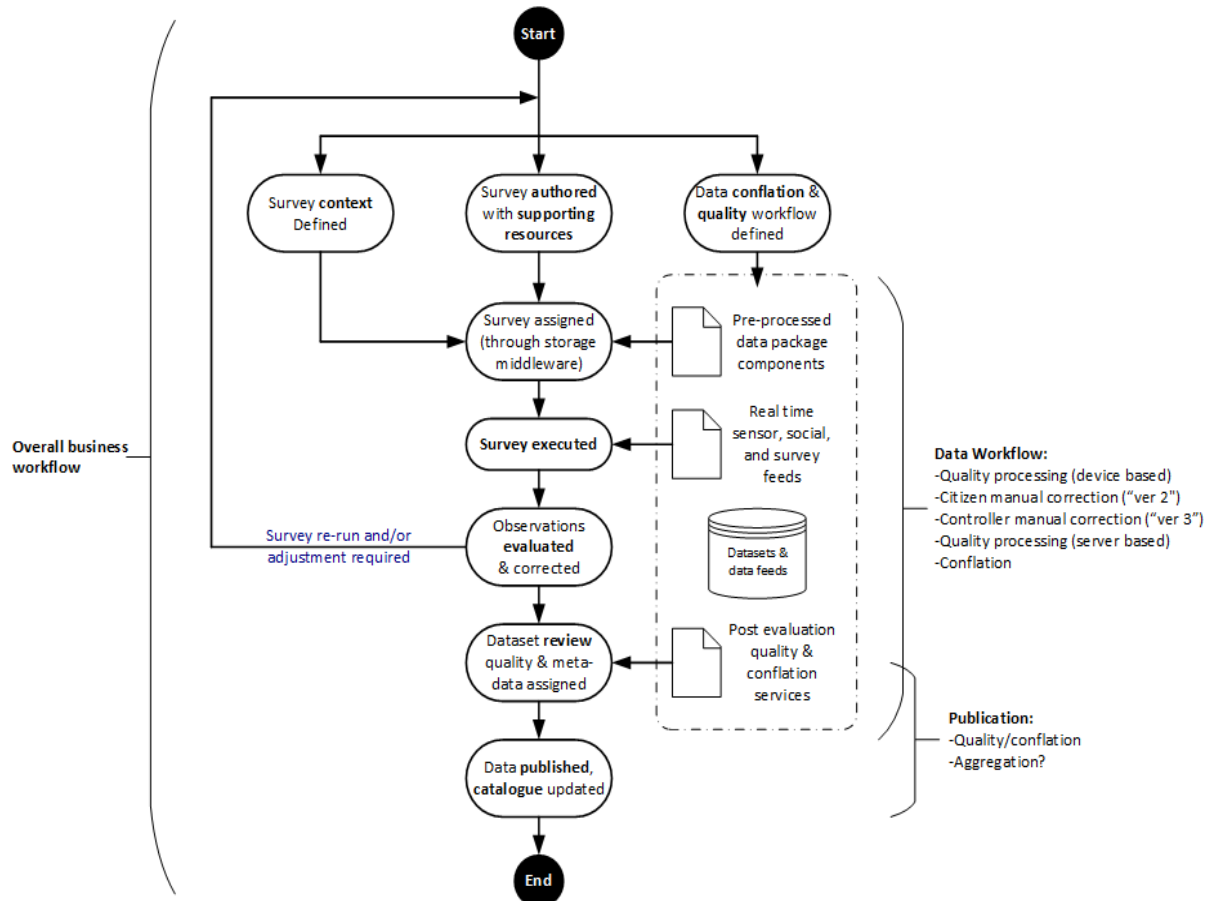 Start
Survey context
Defined
Survey authored
with supporting
resources
Data conflation &
quality workflow
defined
Survey assigned
(through storage
middleware)
Pre-processed
data package
components
Survey executed
Real time
sensor, social,
and survey
feeds
Overall business
workflow
Data Workflow:
-Quality processing (device based)
-Citizen manual correction (“ver 2")
-Controller manual correction (“ver 3”)
-Quality processing (server based)
-Conflation
Survey re-run and/or
adjustment required
Observations
evaluated
& corrected
Datasets &
data feeds
Dataset review
quality & meta-
data assigned
Post evaluation
quality &
conflation
services
Publication:
-Quality/conflation
-Aggregation?
Data published,
catalogue updated
End